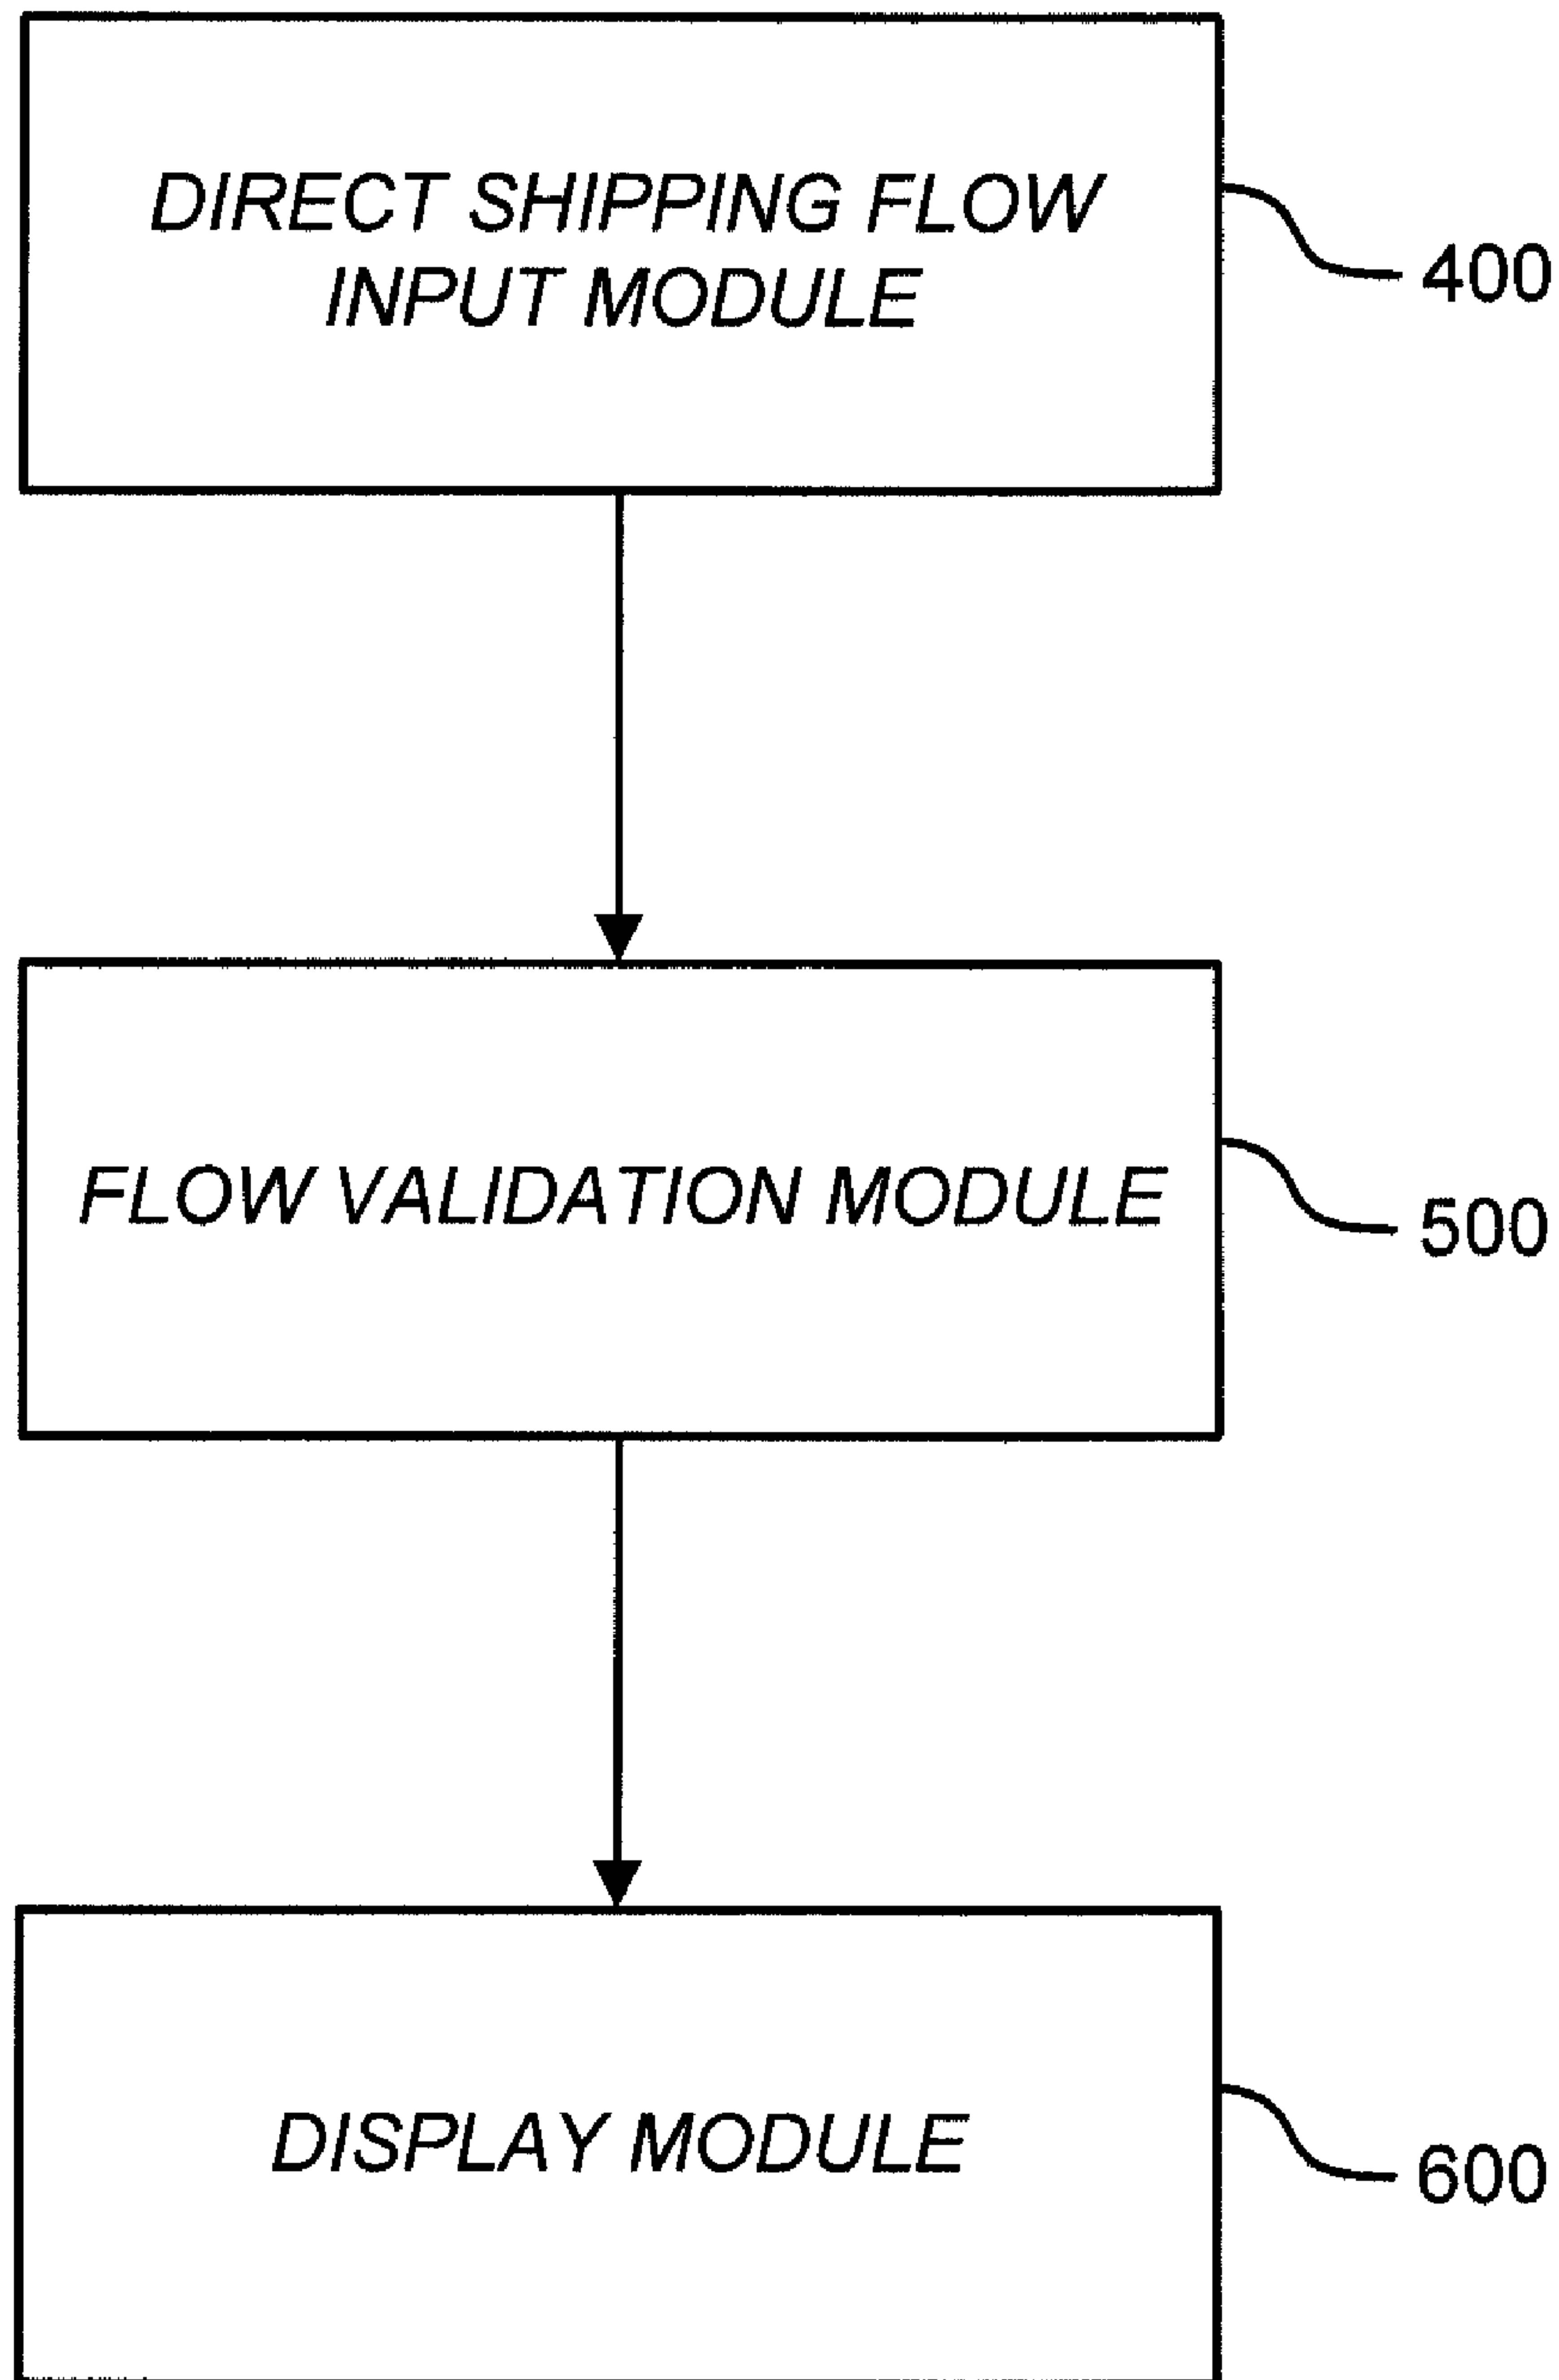 DIRECT SHIPPING FLOW
INPUT MODULE
400
FLOW VALIDATION MODULE
500
DISPLAY MODULE
600